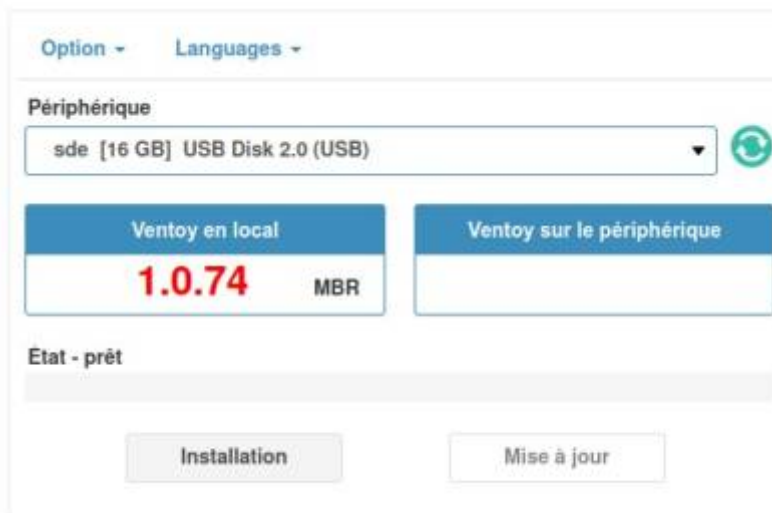 Option Languages
Périphérique
sde [16 GB] USB Disk 2.0 (USB)
Ventoy en local Ventoy sur le périphérique
1.0.74 MBR
État - prêt
Installation Mise à jour